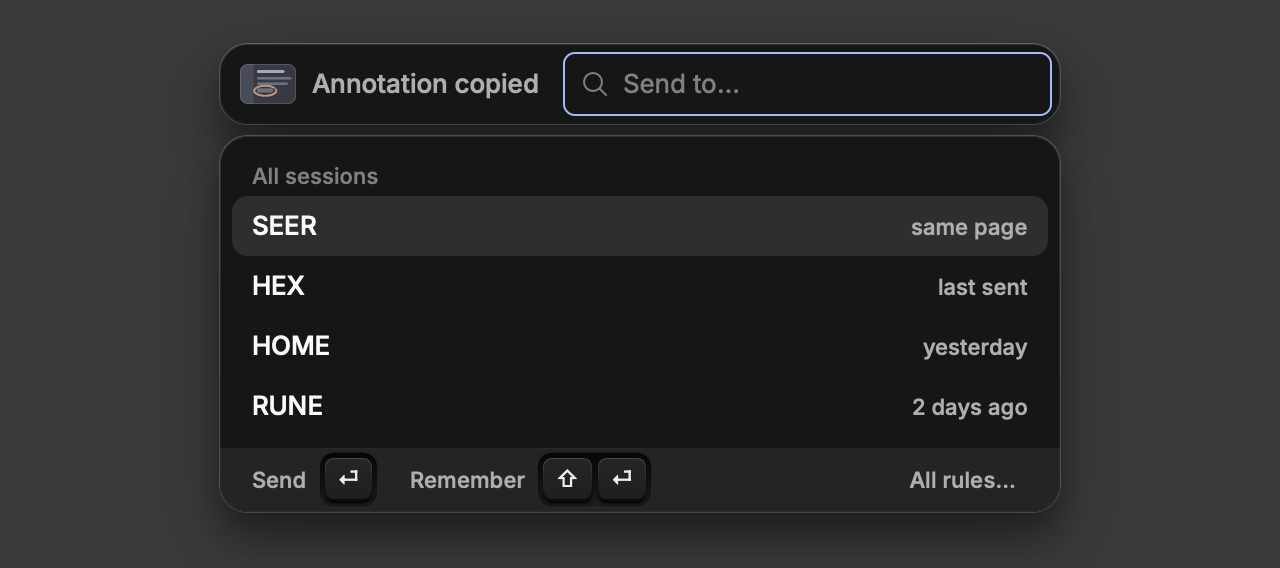 Annotation copied
Send to...
All sessions
SEER same page
HEX last sent
HOME yesterday
RUNE 2 days ago
Send Remember All rules...